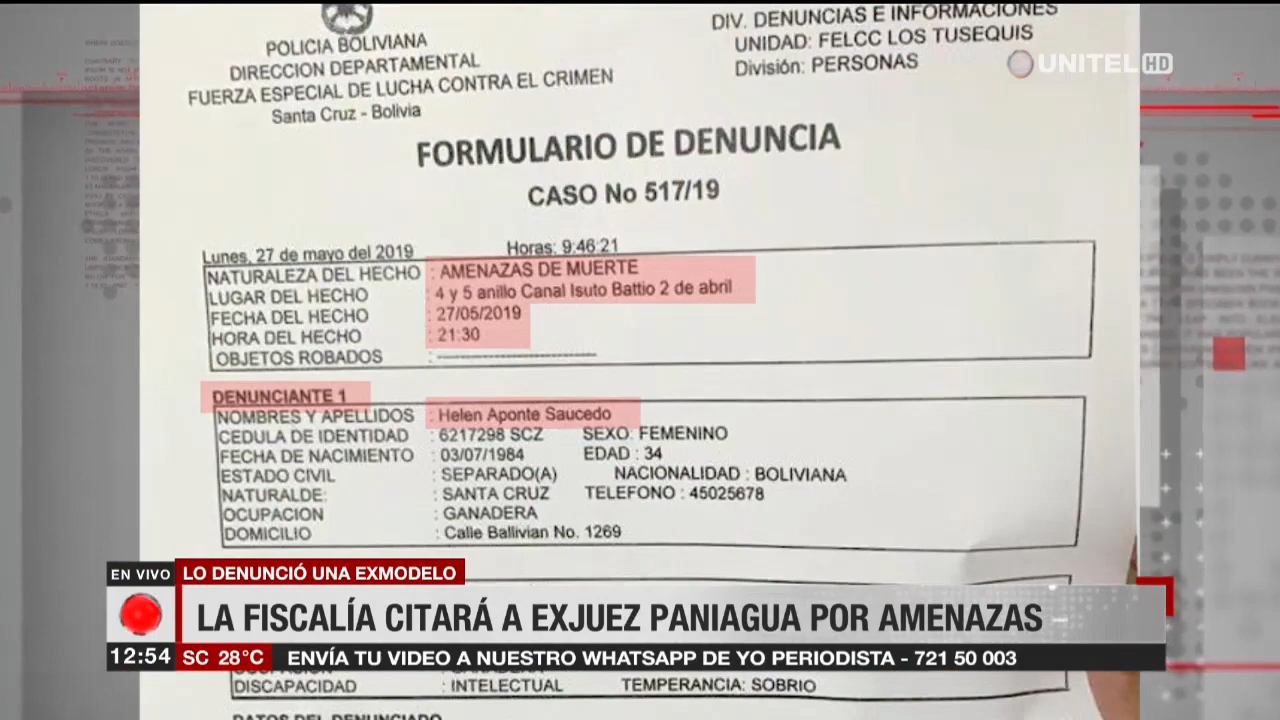 POLICIA BOLIVIANA
DIRECCION DEPARTAMENTAL
FUERZA ESPECIAL DE LUCHA CONTRA EL CRIMEN
Santa Cruz - Bolivia
DIV. DENUNCIAS E INFORMACIONES
UNIDAD: FELCC LOS TUSEQUIS
División: PERSONAS
UNITEL HD
FORMULARIO DE DENUNCIA
CASO No 517/19
Lunes, 27 de mayo del 2019 Horas: 9:46:21
NATURALEZA DEL HECHO : AMENAZAS DE MUERTE
LUGAR DEL HECHO : 4 y 5 anillo Canal Isuto Battio 2 de abril
FECHA DEL HECHO : 27/05/2019
HORA DEL HECHO : 21:30
OBJETOS ROBADOS : --------------------
DENUNCIANTE 1
NOMBRES Y APELLIDOS : Helen Aponte Saucedo
CEDULA DE IDENTIDAD : 6217298 SCZ SEXO: FEMENINO
FECHA DE NACIMIENTO : 03/07/1984 EDAD : 34
ESTADO CIVIL : SEPARADO(A) NACIONALIDAD : BOLIVIANA
NATURALDE: : SANTA CRUZ TELEFONO : 45025678
OCUPACION : GANADERA
DOMICILIO : Calle Ballivian No. 1269
EN VIVO
LO DENUNCIÓ UNA EXMODELO
LA FISCALÍA CITARÁ A EXJUEZ PANIAGUA POR AMENAZAS
12:54 SC 28°C ENVÍA TU VIDEO A NUESTRO WHATSAPP DE YO PERIODISTA - 721 50 003
DISCAPACIDAD : INTELECTUAL TEMPERANCIA: SOBRIO
DATOS DEL DENUNCIADO